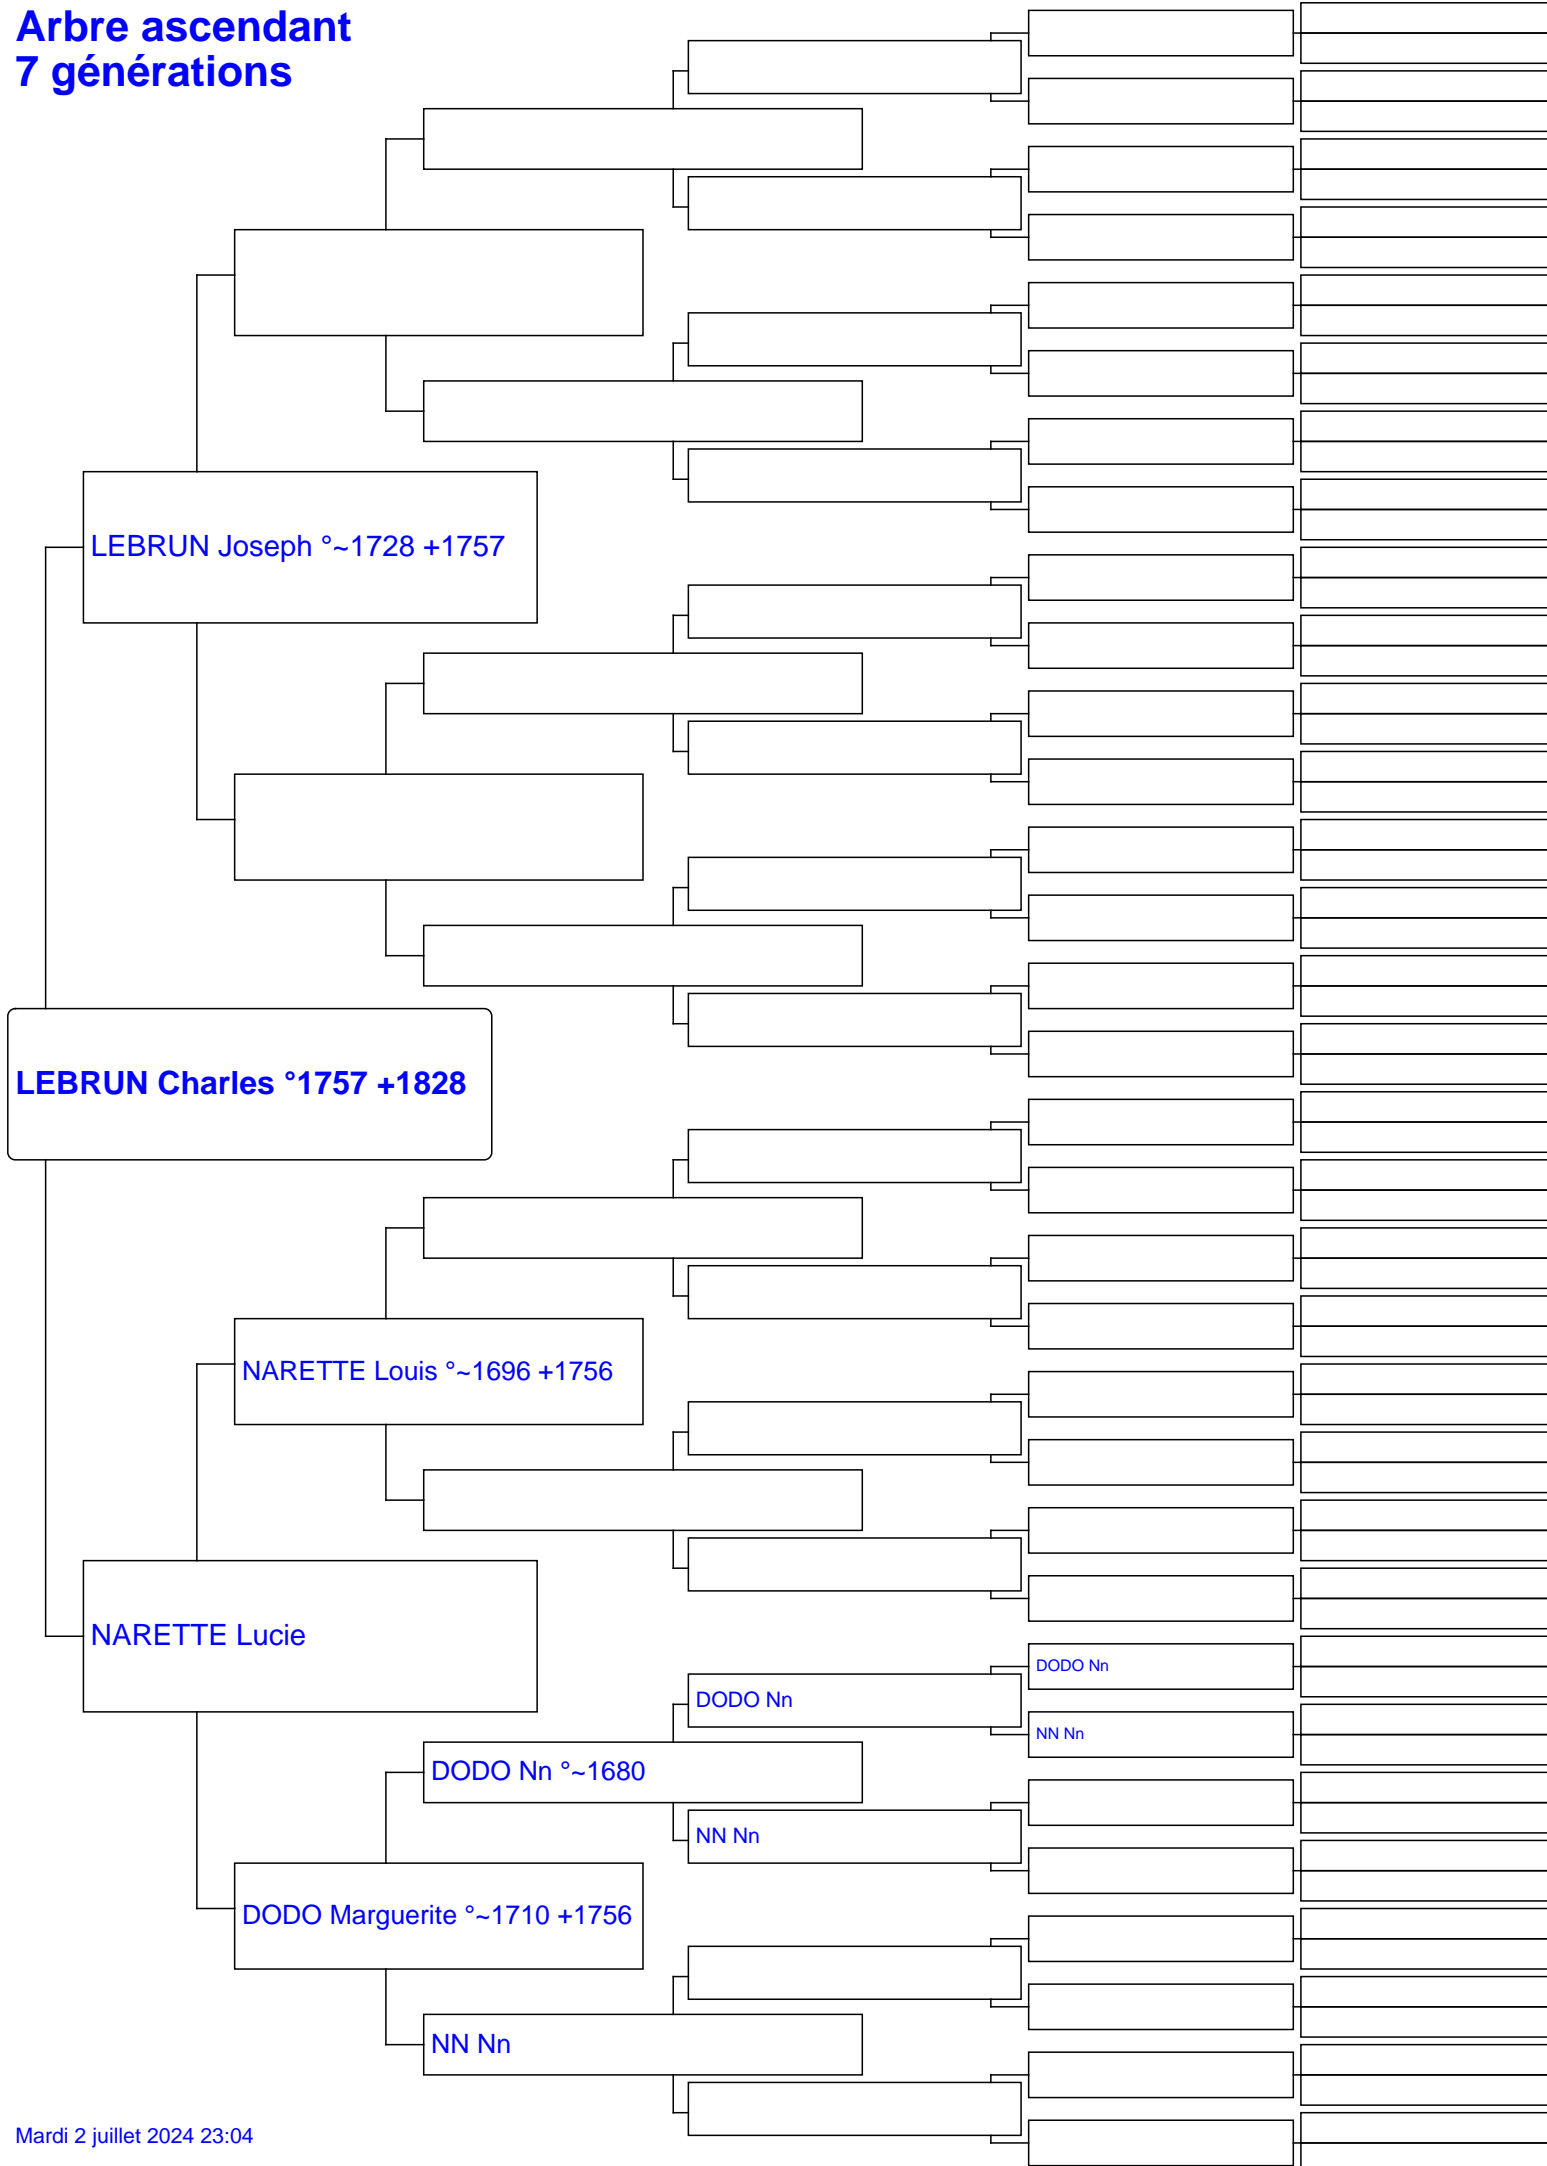 Arbre ascendant
7 générations
LEBRUN Joseph °~1728 +1757
LEBRUN Charles °1757 +1828
NARETTE Louis °~1696 +1756
NARETTE Lucie
DODO Nn
DODO Nn
NN Nn
DODO Nn °~1680
NN Nn
DODO Marguerite °~1710 +1756
NN Nn
Mardi 2 juillet 2024 23:04